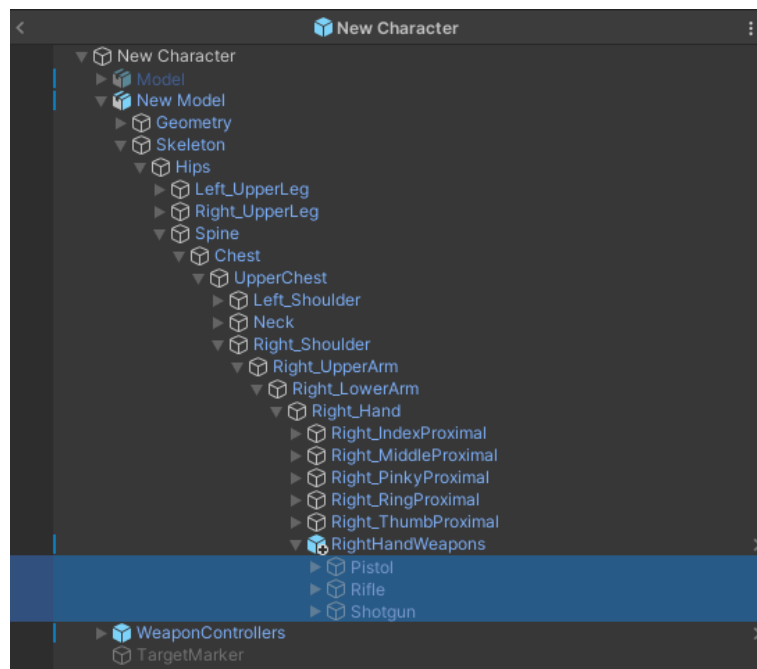 New Character
New Character
Model
New Model
Geometry
Skeleton
Hips
Left_UpperLeg
Right_UpperLeg
Spine
Chest
UpperChest
Left_Shoulder
Neck
Right_Shoulder
Right_UpperArm
Right_LowerArm
Right_Hand
Right_IndexProximal
Right_MiddleProximal
Right_PinkyProximal
Right_RingProximal
Right_ThumbProximal
RightHandWeapons
Pistol
Rifle
Shotgun
WeaponControllers
TargetMarker